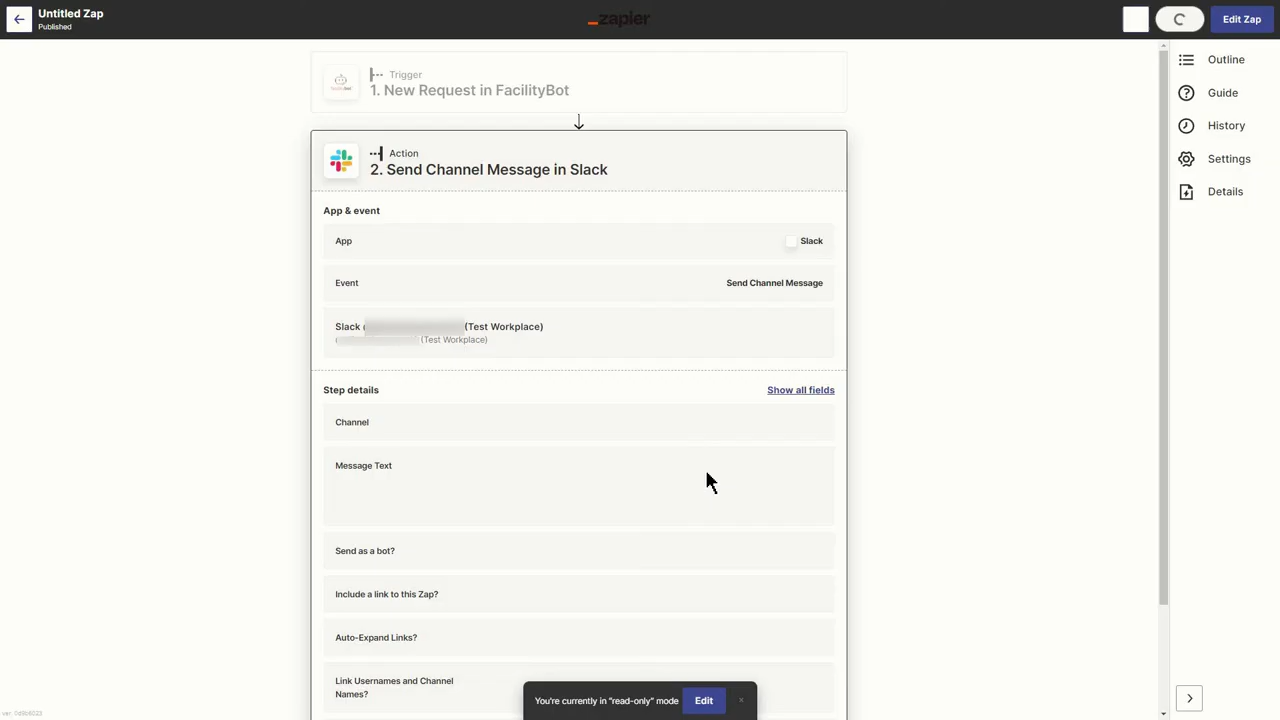 Untitled Zap
Published
zapier
Edit Zap
Trigger
1. New Request in FacilityBot
Action
2. Send Channel Message in Slack
App & event
App
Slack
Event
Send Channel Message
Slack
(Test Workplace)
(Test Workplace)
Step details
Show all fields
Channel
Message Text
Send as a bot?
Include a link to this Zap?
Auto-Expand Links?
Link Usernames and Channel
Names?
You're currently in "read-only" mode
Edit
×
Outline
Guide
History
Settings
Details